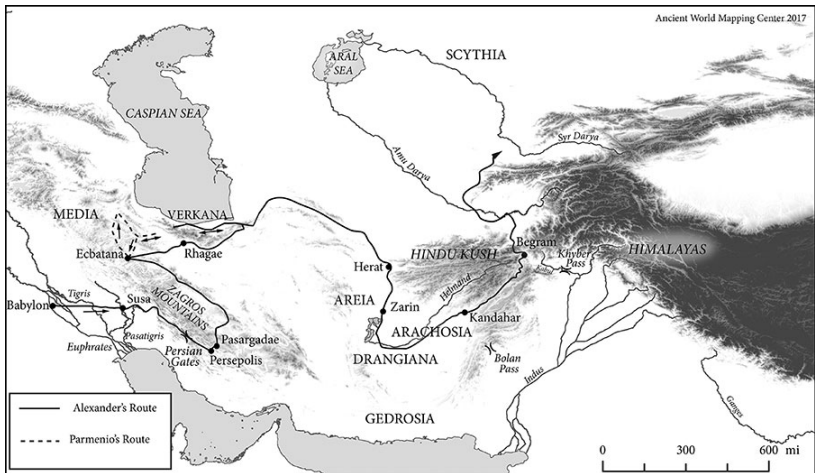 Ancient World Mapping Center 2017
SCYTHIA
ARAL
SEA
CASPIAN SEA
Syr Darya
Amu Darya
MEDIA
VERKANA
Ecbatana
Rhagae
Begram
HINDU KUSH
Khyber
Pass
HIMALAYAS
Herat
Helmand
Babylon
Tigris
Susa
ZAGROS
MOUNTAINS
AREIA
Zarin
ARACHOSIA
Kandahar
Euphrates
Pasatigris
Persian
Gates
Pasargadae
Persepolis
DRANGIANA
Bolan
Pass
Indus
Ganges
GEDROSIA
Alexander's Route
Parmenio's Route
0 300 600 mi